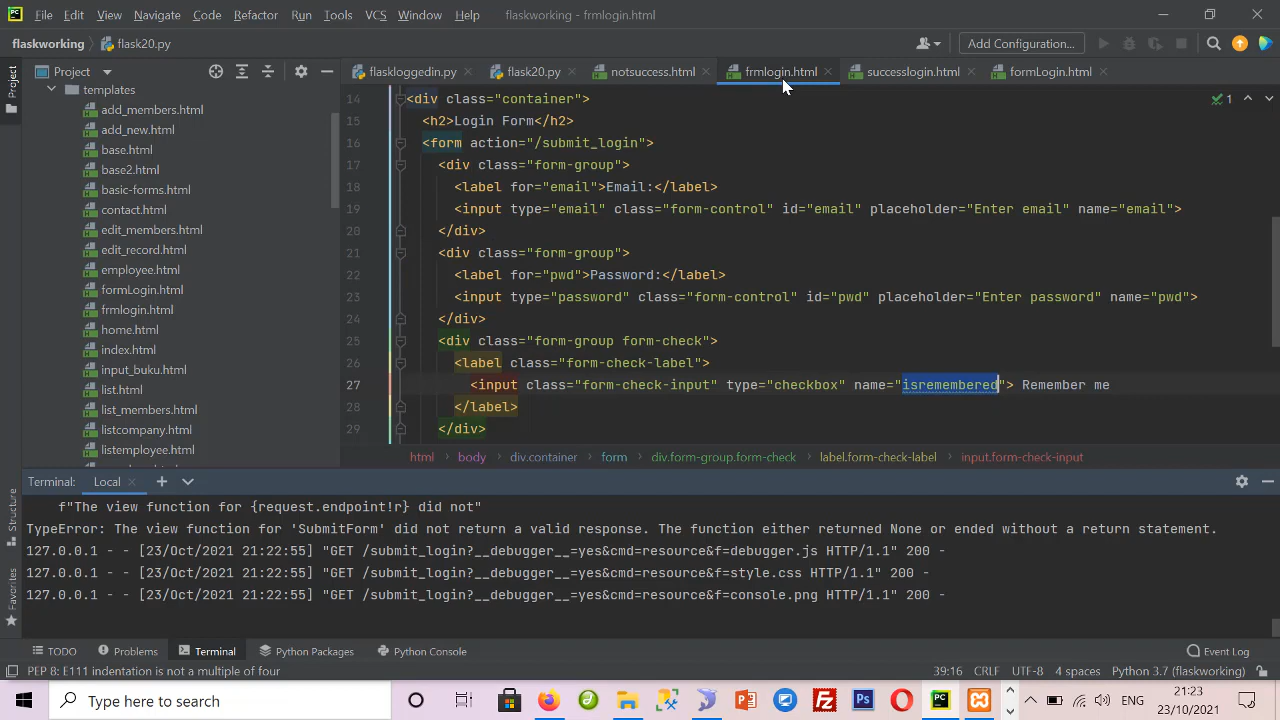 File Edit View Navigate Code Refactor Run Tools VCS Window Help flaskworking - frmlogin.html
flaskworking flask20.py Add Configuration...
Project flaskloggedin.py flask20.py notsuccess.html frmlogin.html successlogin.html formLogin.html
templates
add_members.html
add_new.html
base.html
base2.html
basic-forms.html
contact.html
edit_members.html
edit_record.html
employee.html
formLogin.html
frmlogin.html
home.html
index.html
input_buku.html
list.html
list_members.html
listcompany.html
listemployee.html
14 <div class="container">
15 <h2>Login Form</h2>
16 <form action="/submit_login">
17 <div class="form-group">
18 <label for="email">Email:</label>
19 <input type="email" class="form-control" id="email" placeholder="Enter email" name="email">
20 </div>
21 <div class="form-group">
22 <label for="pwd">Password:</label>
23 <input type="password" class="form-control" id="pwd" placeholder="Enter password" name="pwd">
24 </div>
25 <div class="form-group form-check">
26 <label class="form-check-label">
27 <input class="form-check-input" type="checkbox" name="isremembered"> Remember me
28 </label>
29 </div>
1
html body div.container form div.form-group.form-check label.form-check-label input.form-check-input
Project
Structure
Favorites
Terminal: Local
f"The view function for {request.endpoint!r} did not"
TypeError: The view function for 'SubmitForm' did not return a valid response. The function either returned None or ended without a return statement.
127.0.0.1 - - [23/Oct/2021 21:22:55] "GET /submit_login?__debugger__=yes&cmd=resource&f=debugger.js HTTP/1.1" 200 -
127.0.0.1 - - [23/Oct/2021 21:22:55] "GET /submit_login?__debugger__=yes&cmd=resource&f=style.css HTTP/1.1" 200 -
127.0.0.1 - - [23/Oct/2021 21:22:55] "GET /submit_login?__debugger__=yes&cmd=resource&f=console.png HTTP/1.1" 200 -
TODO Problems Terminal Python Packages Python Console Event Log
PEP 8: E111 indentation is not a multiple of four 39:16 CRLF UTF-8 4 spaces Python 3.7 (flaskworking)
Type here to search ENG 21:23
23/10/2021